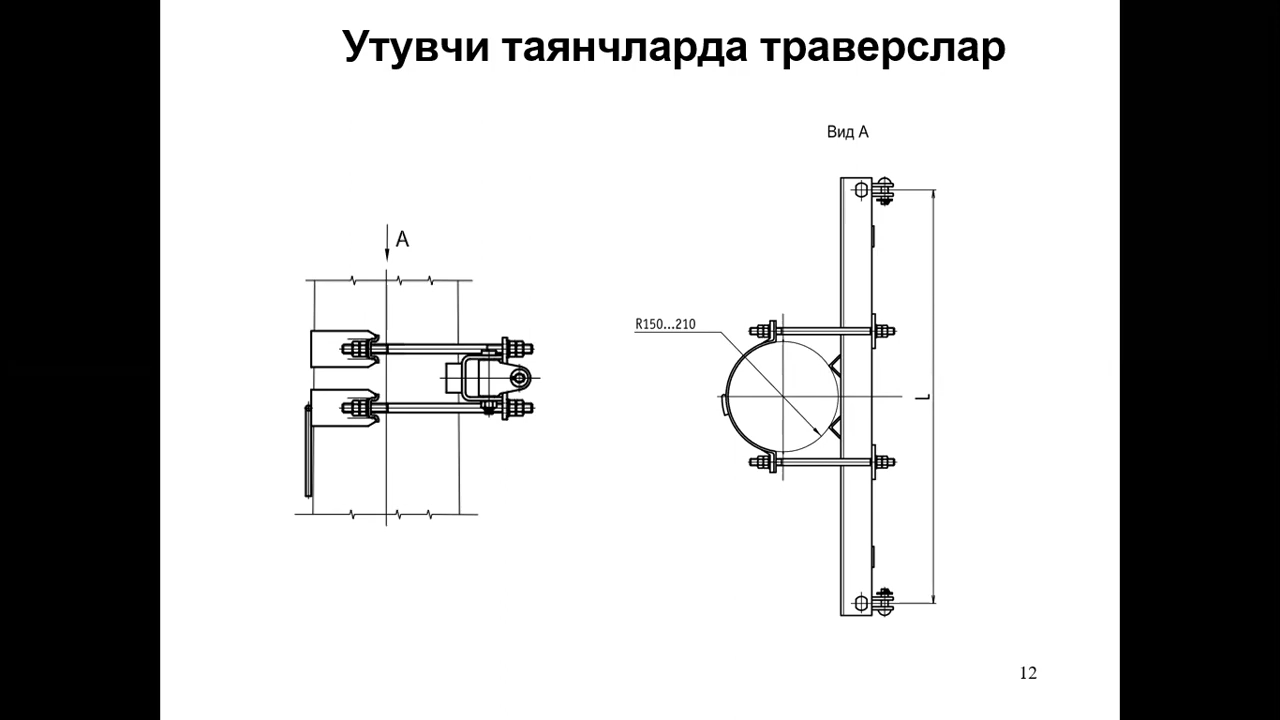 Утувчи таянчларда траверслар
Вид А
А
R150...210
L
12